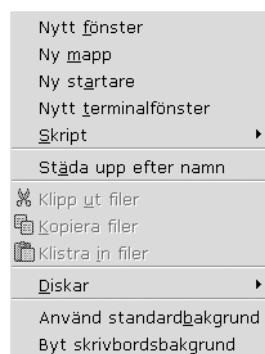 Nytt fönster
Ny mapp
Ny startare
Nytt terminalfönster
Skript
Städa upp efter namn
Klipp ut filer
Kopiera filer
Klistra in filer
Diskar
Använd standardbakgrund
Byt skrivbordsbakgrund